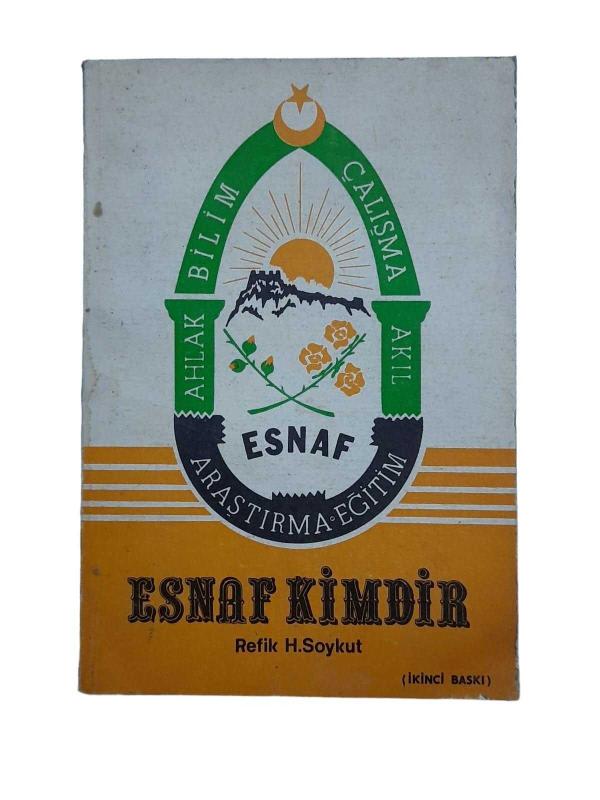 AHLAK BİLİM ÇALIŞMA AKIL
ESNAF
ARAŞTIRMA EĞİTİM
ESNAF KİMDİR
Refik H.Soykut
(İKİNCİ BASKI)